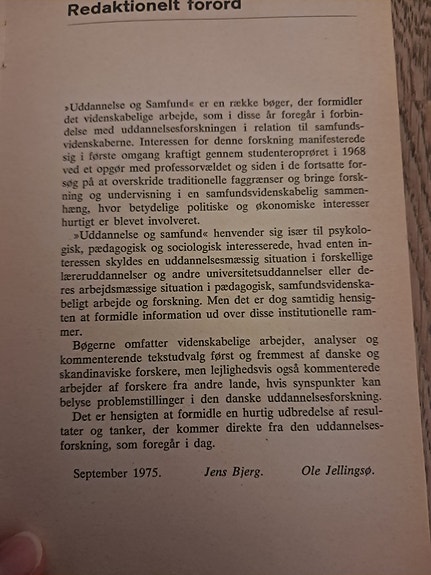 Redaktionelt forord
»Uddannelse og Samfund« er en række bøger, der formidler
det videnskabelige arbejde, som i disse år foregår i forbin-
delse med uddannelsesforskningen i relation til samfunds-
videnskaberne. Interessen for denne forskning manifesterede
sig i første omgang kraftigt gennem studenteroprøret i 1968
ved et opgør med professorvældet og siden i de fortsatte for-
søg på at overskride traditionelle faggrænser og bringe forsk-
ning og undervisning i en samfundsvidenskabelig sammen-
hæng, hvor betydelige politiske og økonomiske interesser
hurtigt er blevet involveret.
»Uddannelse og samfund« henvender sig især til psykolo-
gisk, pædagogisk og sociologisk interesserede, hvad enten in-
teressen skyldes en uddannelsesmæssig situation i forskellige
læreruddannelser og andre universitetsuddannelser eller de-
res arbejdsmæssige situation i pædagogisk, samfundsvidenska-
beligt arbejde og forskning. Men det er dog samtidig hensig-
ten at formidle information ud over disse institutionelle ram-
mer.
Bøgerne omfatter videnskabelige arbejder, analyser og
kommenterende tekstudvalg først og fremmest af danske og
skandinaviske forskere, men lejlighedsvis også kommenterede
arbejder af forskere fra andre lande, hvis synspunkter kan
belyse problemstillinger i den danske uddannelsesforskning.
Det er hensigten at formidle en hurtig udbredelse af resul-
tater og tanker, der kommer direkte fra den uddannelses-
forskning, som foregår i dag.
September 1975. Jens Bjerg. Ole Jellingsø.